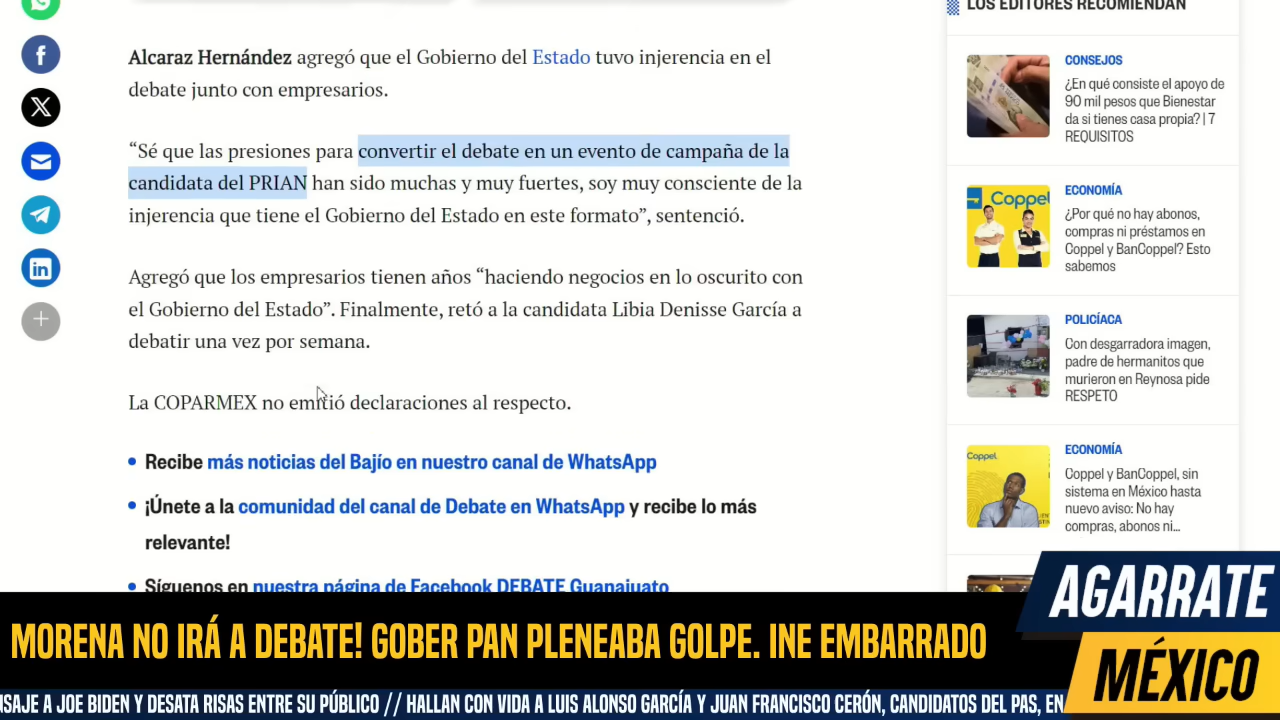 Alcaraz Hernández agregó que el Gobierno del Estado tuvo injerencia en el
debate junto con empresarios.
“Sé que las presiones para convertir el debate en un evento de campaña de la
candidata del PRIAN han sido muchas y muy fuertes, soy muy consciente de la
injerencia que tiene el Gobierno del Estado en este formato”, sentenció.
Agregó que los empresarios tienen años “haciendo negocios en lo oscurito con
el Gobierno del Estado”. Finalmente, retó a la candidata Libia Denisse García a
debatir una vez por semana.
La COPARMEX no emitió declaraciones al respecto.
• Recibe más noticias del Bajío en nuestro canal de WhatsApp
• ¡Únete a la comunidad del canal de Debate en WhatsApp y recibe lo más
relevante!
• Síguenos en nuestra página de Facebook DEBATE Guanajuato
LOS EDITORES RECOMIENDAN
CONSEJOS
¿En qué consiste el apoyo de
90 mil pesos que Bienestar
da si tienes casa propia? | 7
REQUISITOS
Coppel
ECONOMÍA
¿Por qué no hay abonos,
compras ni préstamos en
Coppel y BanCoppel? Esto
sabemos
POLICÍACA
Con desgarradora imagen,
padre de hermanitos que
murieron en Reynosa pide
RESPETO
Coppel
ECONOMÍA
Coppel y BanCoppel, sin
sistema en México hasta
nuevo aviso: No hay
compras, abonos ni...
AGARRATE
MÉXICO
MORENA NO IRÁ A DEBATE! GOBER PAN PLENEABA GOLPE. INE EMBARRADO
NSAJE A JOE BIDEN Y DESATA RISAS ENTRE SU PÚBLICO // HALLAN CON VIDA A LUIS ALONSO GARCÍA Y JUAN FRANCISCO CERÓN, CANDIDATOS DEL PAS, EN